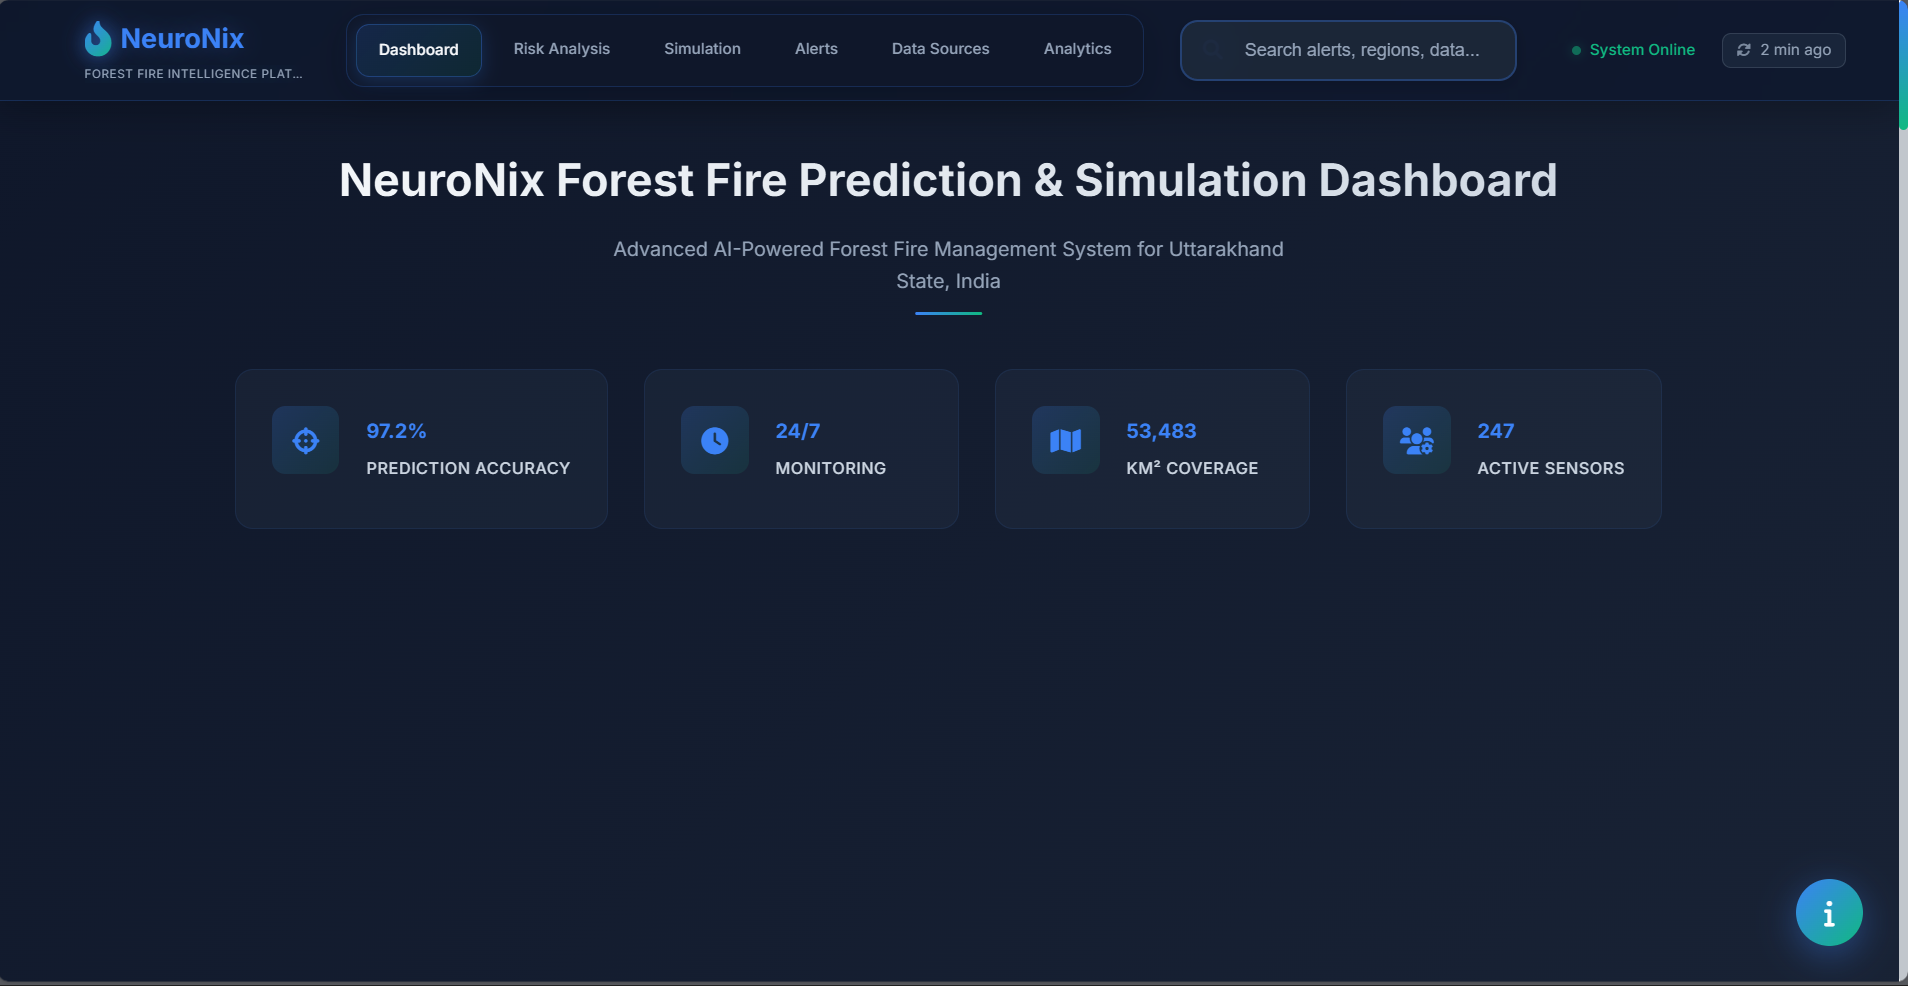 NeuroNix
FOREST FIRE INTELLIGENCE PLAT...
Dashboard
Risk Analysis
Simulation
Alerts
Data Sources
Analytics
Search alerts, regions, data...
System Online
2 min ago
NeuroNix Forest Fire Prediction & Simulation Dashboard
Advanced AI-Powered Forest Fire Management System for Uttarakhand
State, India
97.2%
PREDICTION ACCURACY
24/7
MONITORING
53,483
KM² COVERAGE
247
ACTIVE SENSORS